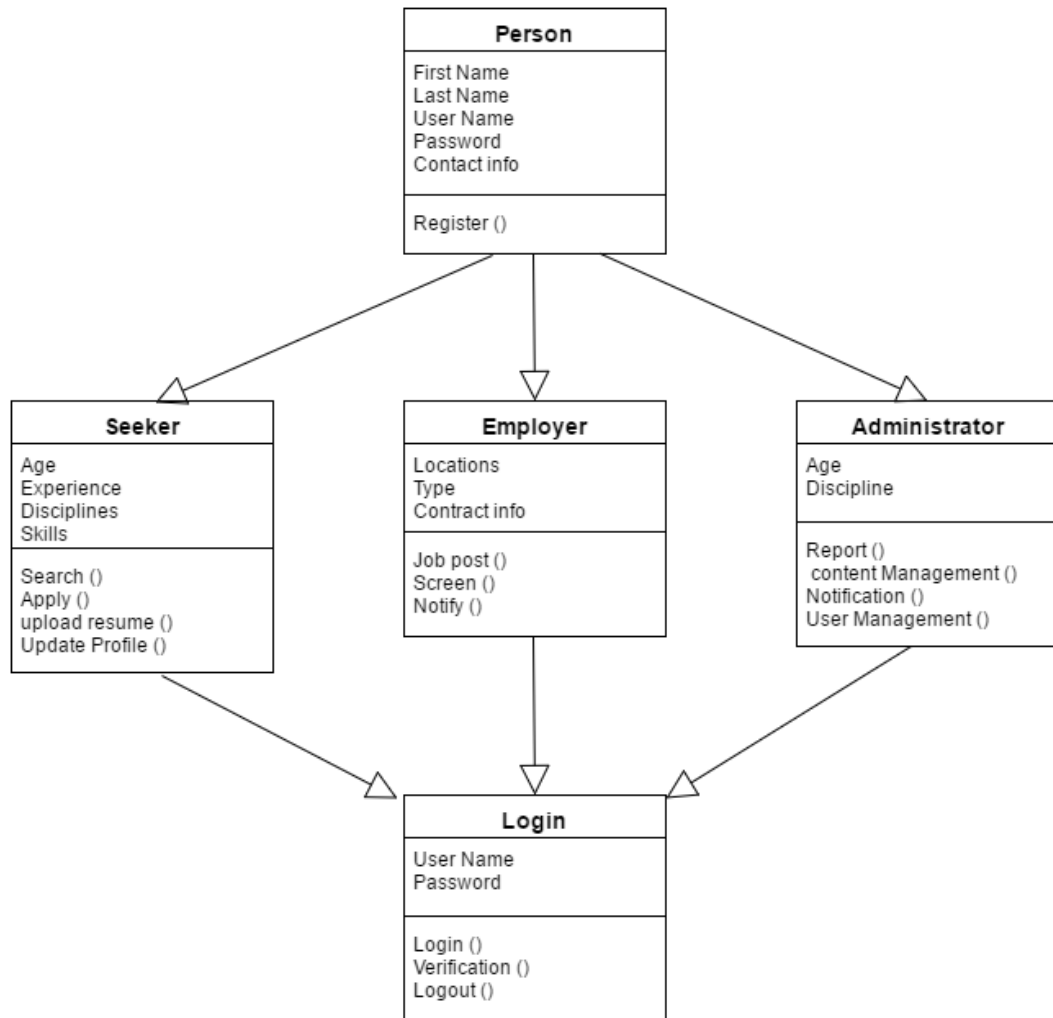 Person
First Name
Last Name
User Name
Password
Contact info
Register ()
Seeker
Age
Experience
Disciplines
Skills
Search ()
Apply ()
upload resume ()
Update Profile ()
Employer
Locations
Type
Contract info
Job post ()
Screen ()
Notify ()
Administrator
Age
Discipline
Report ()
content Management ()
Notification ()
User Management ()
Login
User Name
Password
Login ()
Verification ()
Logout ()